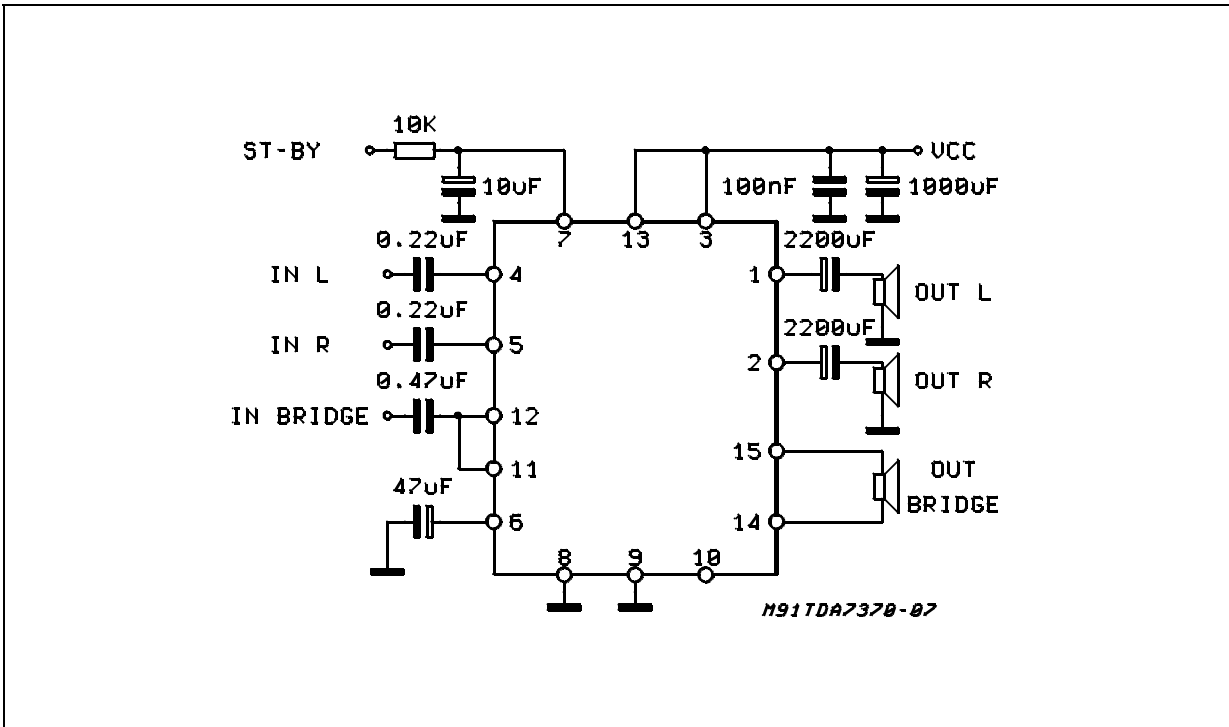 10K
ST-BY
VCC
10uF
100nF
1000uF
7
13
3
0.22uF
2200uF
IN L
4
1
OUT L
0.22uF
2200uF
IN R
5
2
OUT R
0.47uF
IN BRIDGE
12
15
OUT
BRIDGE
11
47uF
6
14
8
9
10
M91TDA7370-07